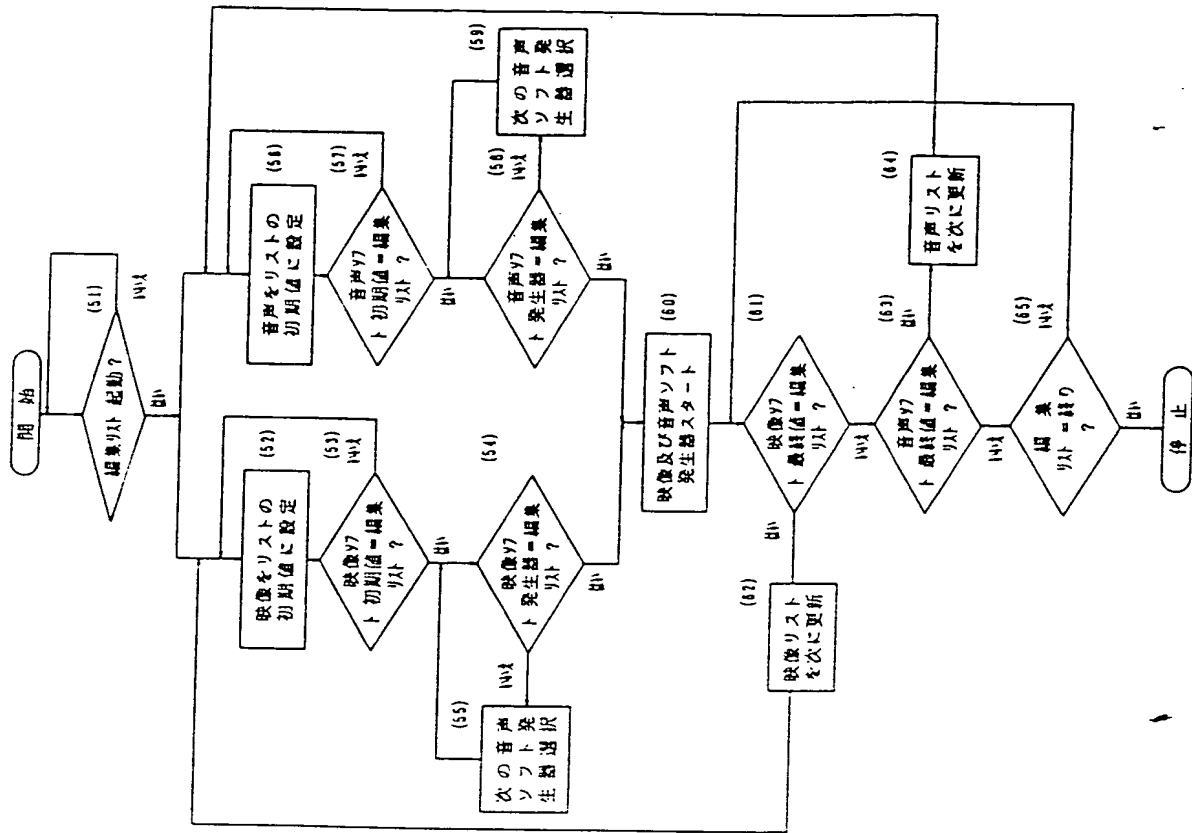 開始
編集リスト起動？
(51)
いいえ
はい
映像をリストの
初期値に設定
(52)
映像ソフ
ト初期値＝編集
リスト？
(53)
いいえ
はい
映像ソフ
ト発生器＝編集
リスト？
(54)
いいえ
はい
次の音声
ソフト発
生器選択
(55)
音声をリストの
初期値に設定
(56)
音声ソフ
ト初期値＝編集
リスト？
(57)
いいえ
はい
音声ソフ
ト発生器＝編集
リスト？
(58)
いいえ
はい
次の音声
ソフト発
生器選択
(59)
映像及び音声ソフト
発生器スタート
(60)
映像ソフ
ト最終値＝編集
リスト？
(61)
はい
いいえ
映像リスト
を次に更新
(62)
音声ソフ
ト最終値＝編集
リスト？
(63)
はい
いいえ
音声リスト
を次に更新
(64)
編集
リスト＝終り
？
(65)
いいえ
はい
停止